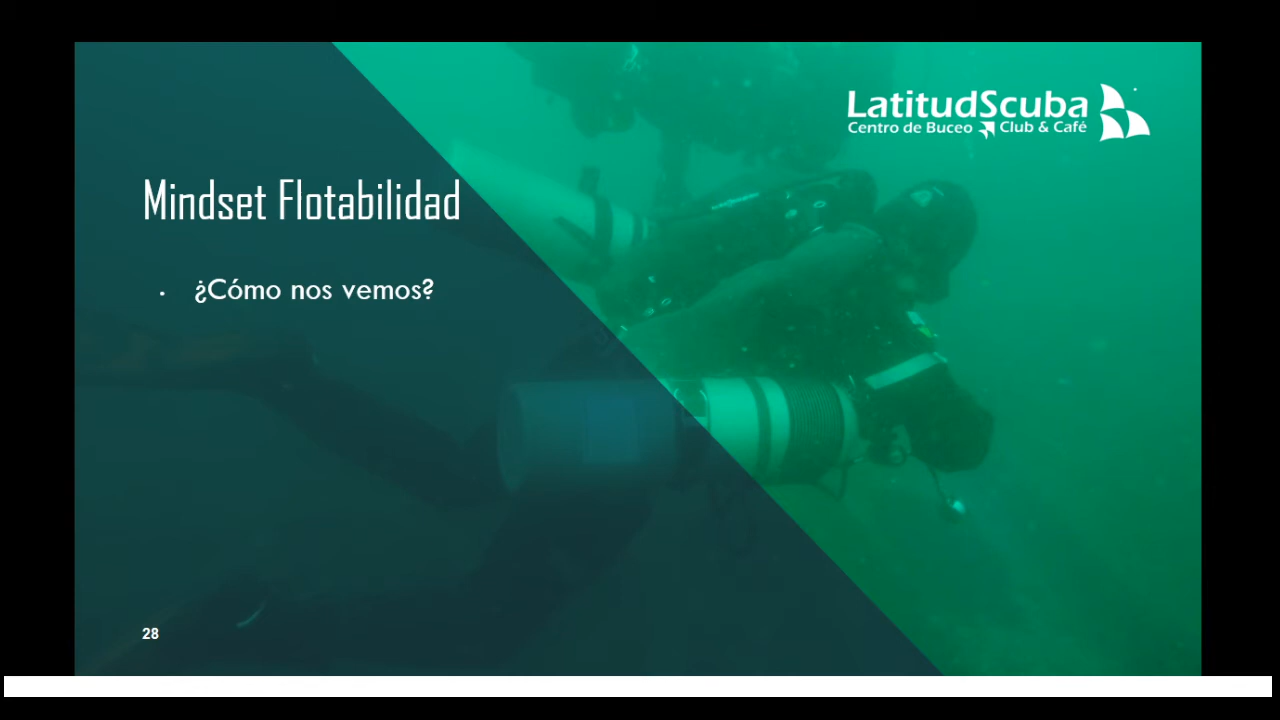 LatitudScuba
Centro de Buceo Club & Café
Mindset Flotabilidad
• ¿Cómo nos vemos?
28